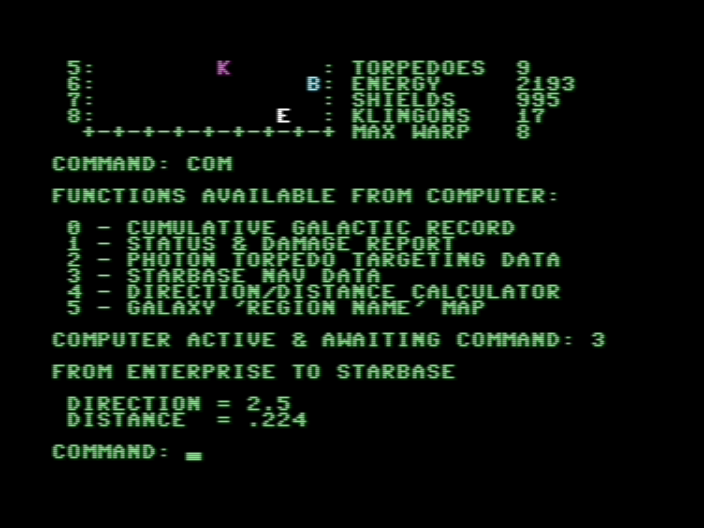 5:        K      : TORPEDOES  9
6:              B: ENERGY     2193
7:               : SHIELDS    995
8:            E  : KLINGONS   17
+-+-+-+-+-+-+-+-+ MAX WARP   8
COMMAND: COM
FUNCTIONS AVAILABLE FROM COMPUTER:
0 - CUMULATIVE GALACTIC RECORD
1 - STATUS & DAMAGE REPORT
2 - PHOTON TORPEDO TARGETING DATA
3 - STARBASE NAV DATA
4 - DIRECTION/DISTANCE CALCULATOR
5 - GALAXY 'REGION NAME' MAP
COMPUTER ACTIVE & AWAITING COMMAND: 3
FROM ENTERPRISE TO STARBASE
DIRECTION = 2.5
DISTANCE  = .224
COMMAND: